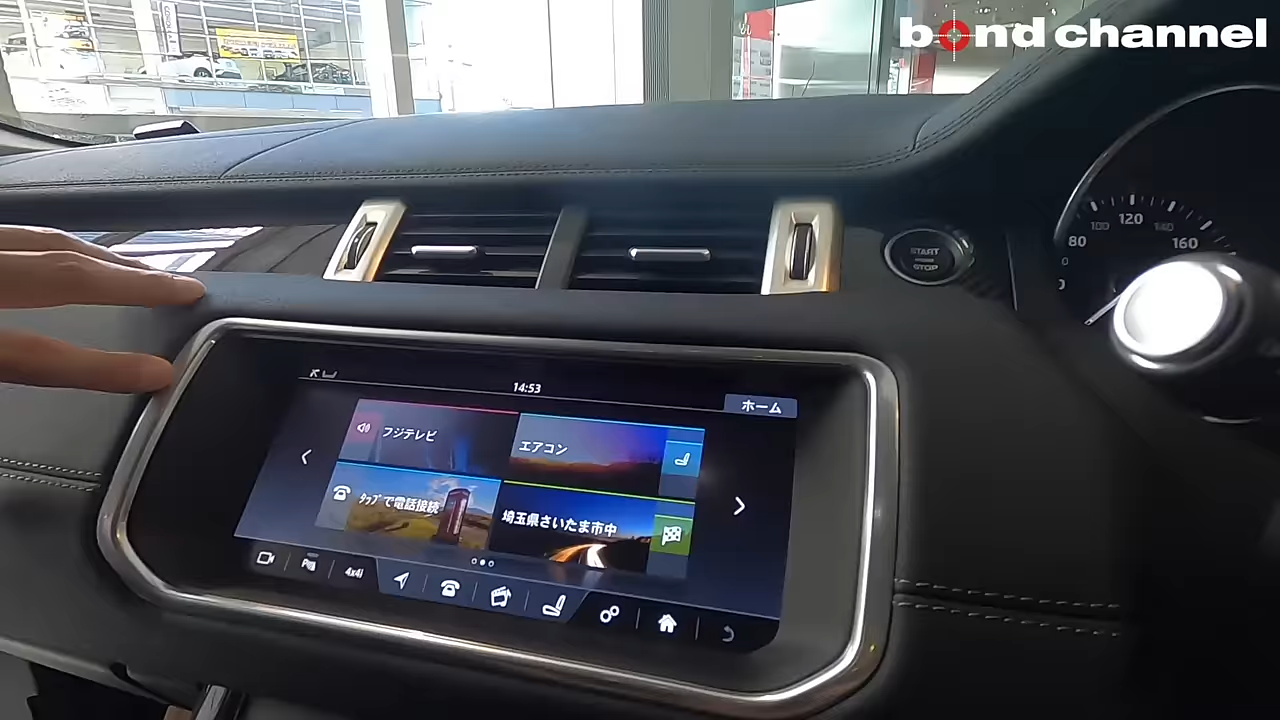 bond channel
START
STOP
80
100
120
140
160
14:53
ホーム
フジテレビ
エアコン
タップで電話接続
埼玉県さいたま市中
4x4i